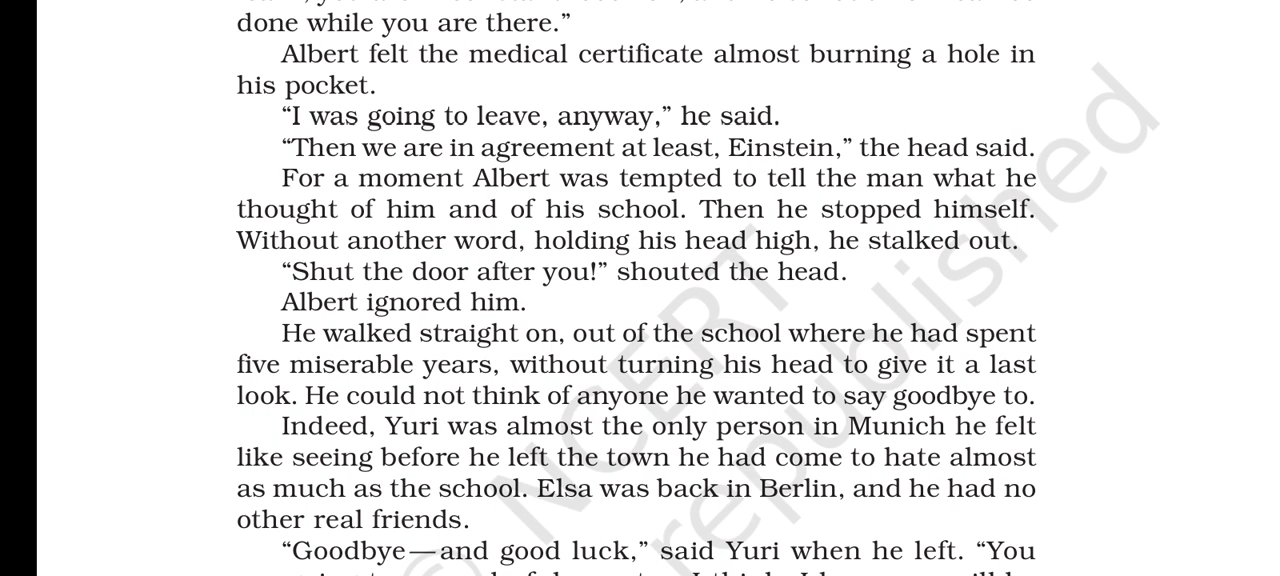 done while you are there.”
Albert felt the medical certificate almost burning a hole in
his pocket.
“I was going to leave, anyway,” he said.
“Then we are in agreement at least, Einstein,” the head said.
For a moment Albert was tempted to tell the man what he
thought of him and of his school. Then he stopped himself.
Without another word, holding his head high, he stalked out.
“Shut the door after you!” shouted the head.
Albert ignored him.
He walked straight on, out of the school where he had spent
five miserable years, without turning his head to give it a last
look. He could not think of anyone he wanted to say goodbye to.
Indeed, Yuri was almost the only person in Munich he felt
like seeing before he left the town he had come to hate almost
as much as the school. Elsa was back in Berlin, and he had no
other real friends.
“Goodbye—and good luck,” said Yuri when he left. “You
© NCERT
republished